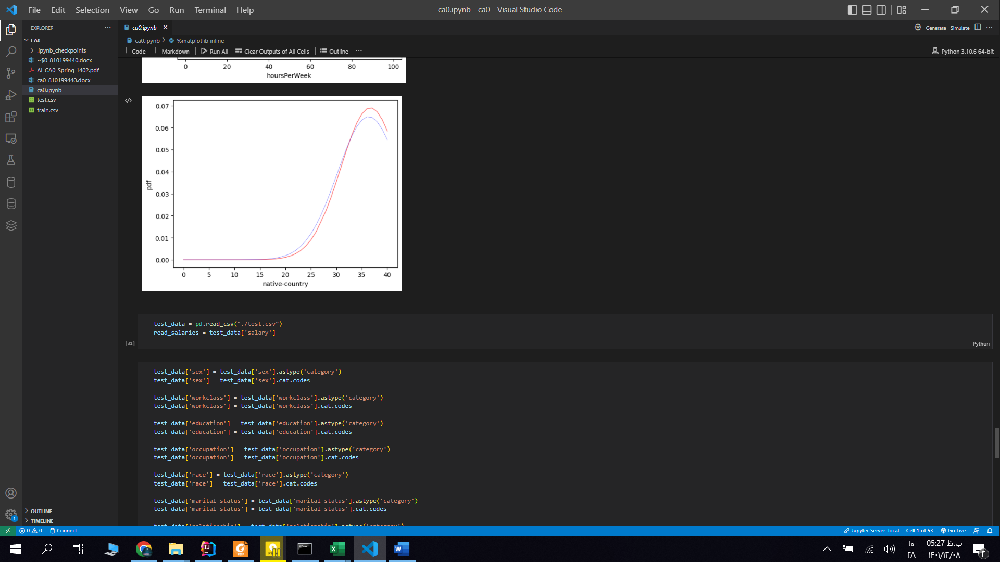 File Edit Selection View Go Run Terminal Help
ca0.ipynb - ca0 - Visual Studio Code
EXPLORER
CA0
.ipynb_checkpoints
~$0-810199440.docx
AI-CA0-Spring 1402.pdf
ca0-810199440.docx
ca0.ipynb
test.csv
train.csv
OUTLINE
TIMELINE
ca0.ipynb
Generate Simulate
ca0.ipynb > %matplotlib inline
+ Code + Markdown Run All Clear Outputs of All Cells Outline ...
Python 3.10.6 64-bit
0 20 40 60 80 100
hoursPerWeek
0.07
0.06
0.05
0.04
0.03
0.02
0.01
0.00
pdf
0 5 10 15 20 25 30 35 40
native-country
test_data = pd.read_csv("./test.csv")
read_salaries = test_data['salary']
[31]
Python
test_data['sex'] = test_data['sex'].astype('category')
test_data['sex'] = test_data['sex'].cat.codes
test_data['workclass'] = test_data['workclass'].astype('category')
test_data['workclass'] = test_data['workclass'].cat.codes
test_data['education'] = test_data['education'].astype('category')
test_data['education'] = test_data['education'].cat.codes
test_data['occupation'] = test_data['occupation'].astype('category')
test_data['occupation'] = test_data['occupation'].cat.codes
test_data['race'] = test_data['race'].astype('category')
test_data['race'] = test_data['race'].cat.codes
test_data['marital-status'] = test_data['marital-status'].astype('category')
test_data['marital-status'] = test_data['marital-status'].cat.codes
0 0 Connect
Jupyter Server: local Cell 1 of 53 Go Live
1
فا
FA
05:27 ب.ظ
۱۴۰۱/۱۲/۰۸
۲